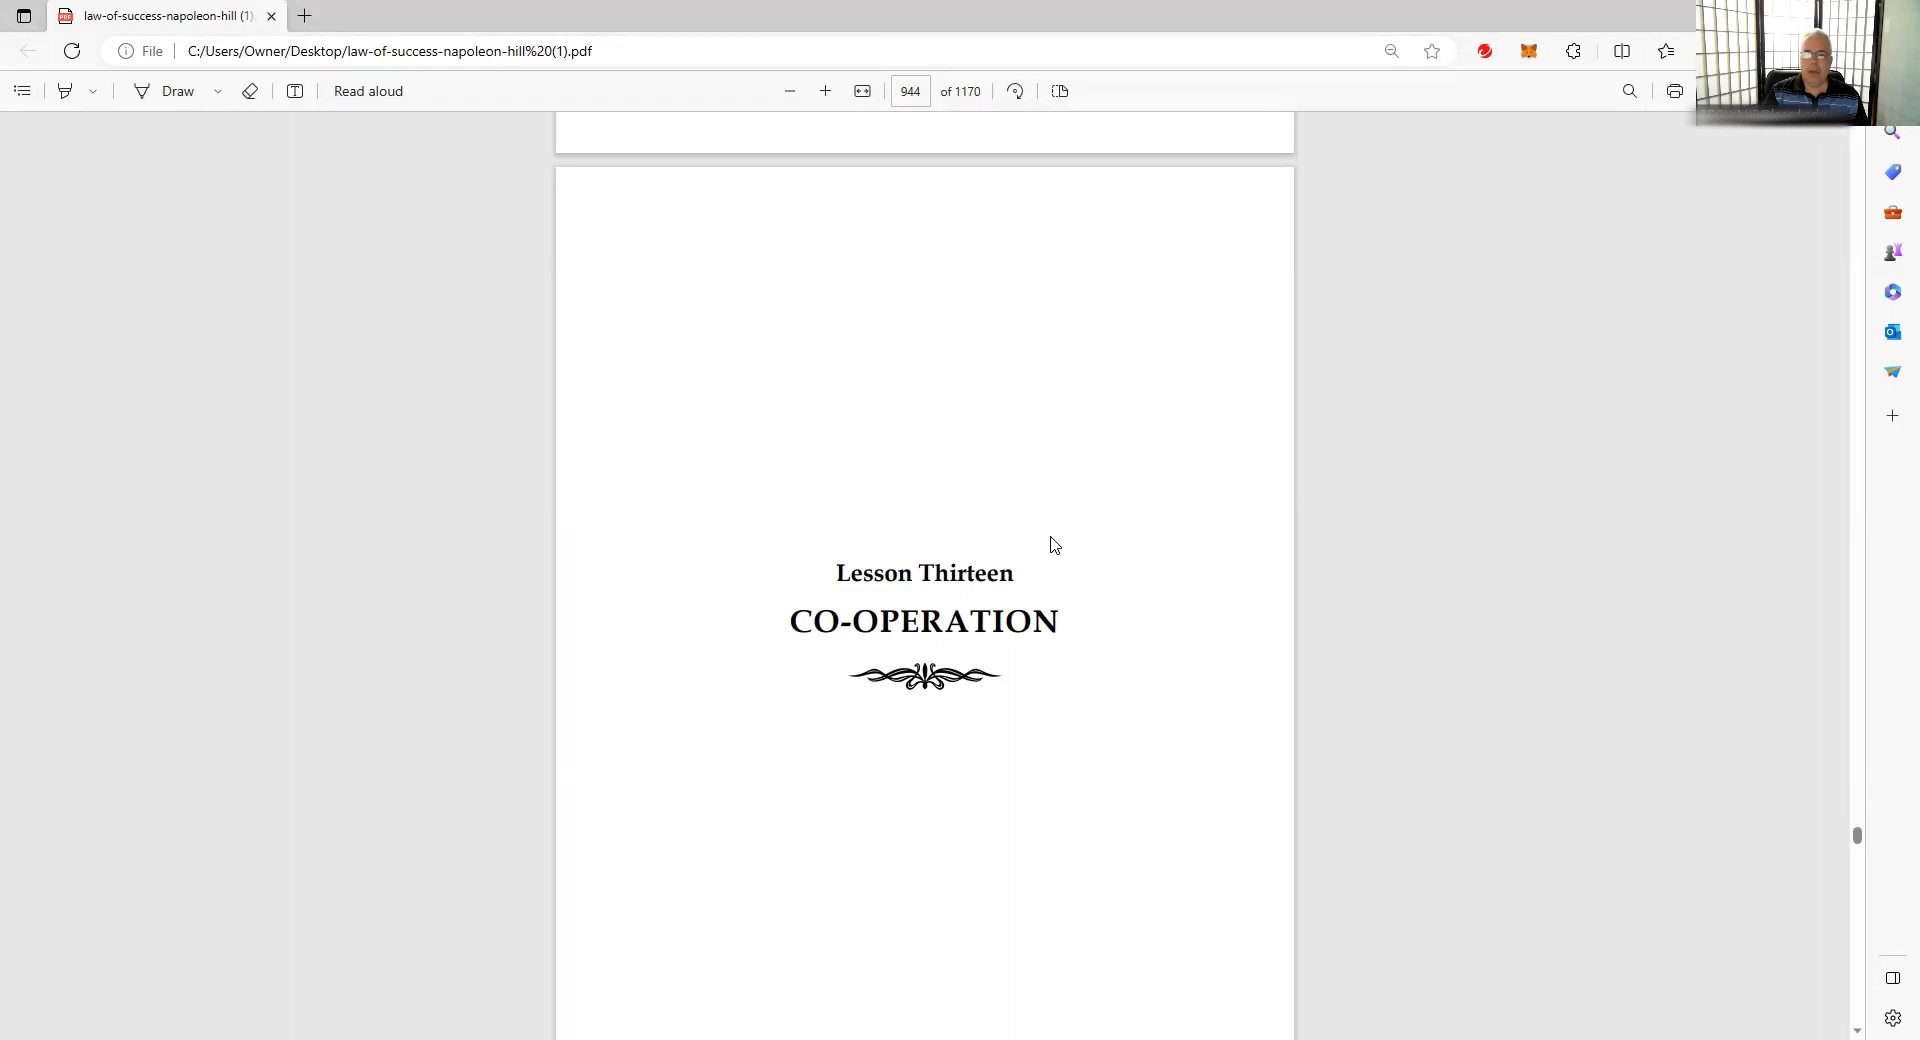 law-of-success-napoleon-hill (1)
File
C:/Users/Owner/Desktop/law-of-success-napoleon-hill%20(1).pdf
Draw
Read aloud
944
of 1170
Lesson Thirteen
CO-OPERATION